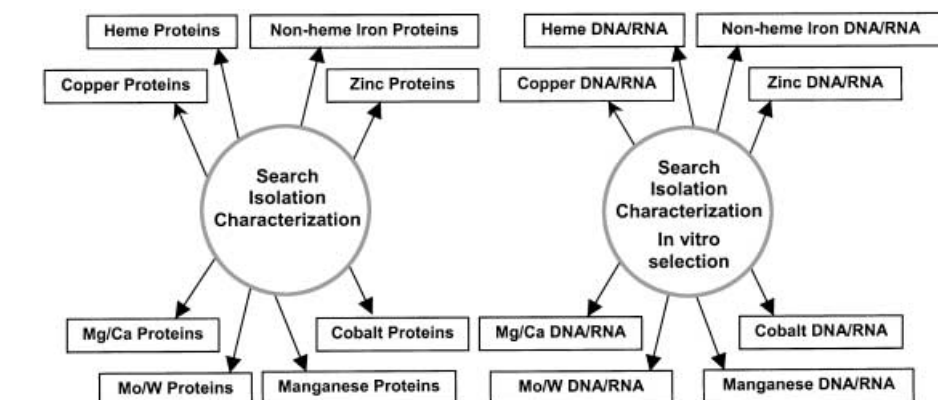 Heme Proteins
Non-heme Iron Proteins
Copper Proteins
Zinc Proteins
Search
Isolation
Characterization
Mg/Ca Proteins
Cobalt Proteins
Mo/W Proteins
Manganese Proteins
Heme DNA/RNA
Non-heme Iron DNA/RNA
Copper DNA/RNA
Zinc DNA/RNA
Search
Isolation
Characterization
In vitro
selection
Mg/Ca DNA/RNA
Cobalt DNA/RNA
Mo/W DNA/RNA
Manganese DNA/RNA